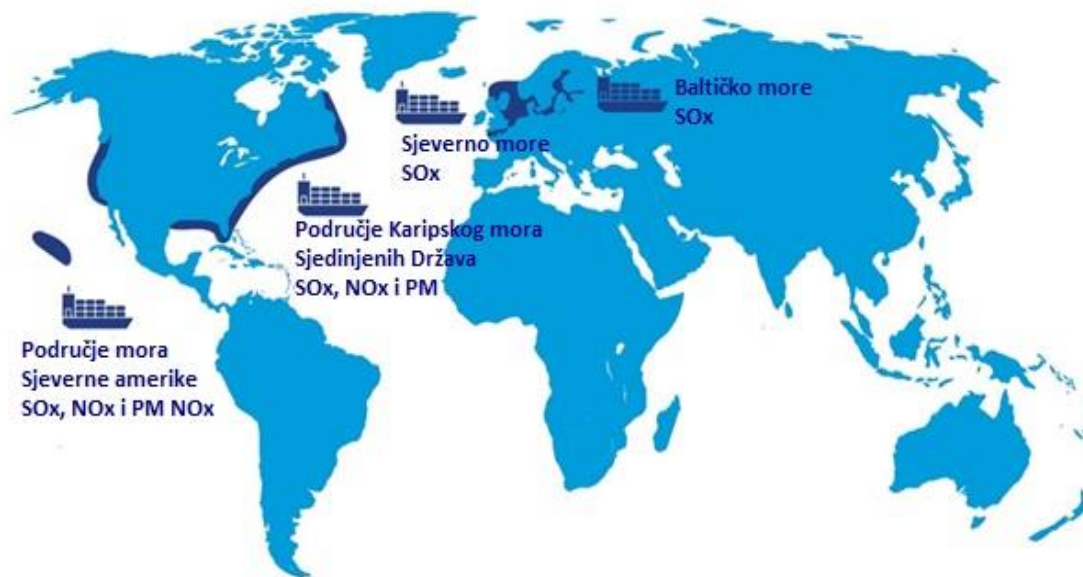 Baltičko more
SOx
Sjeverno more
SOx
Područje Karipskog mora
Sjedinjenih Država
SOx, NOx i PM
Područje mora
Sjeverne amerike
SOx, NOx i PM NOx